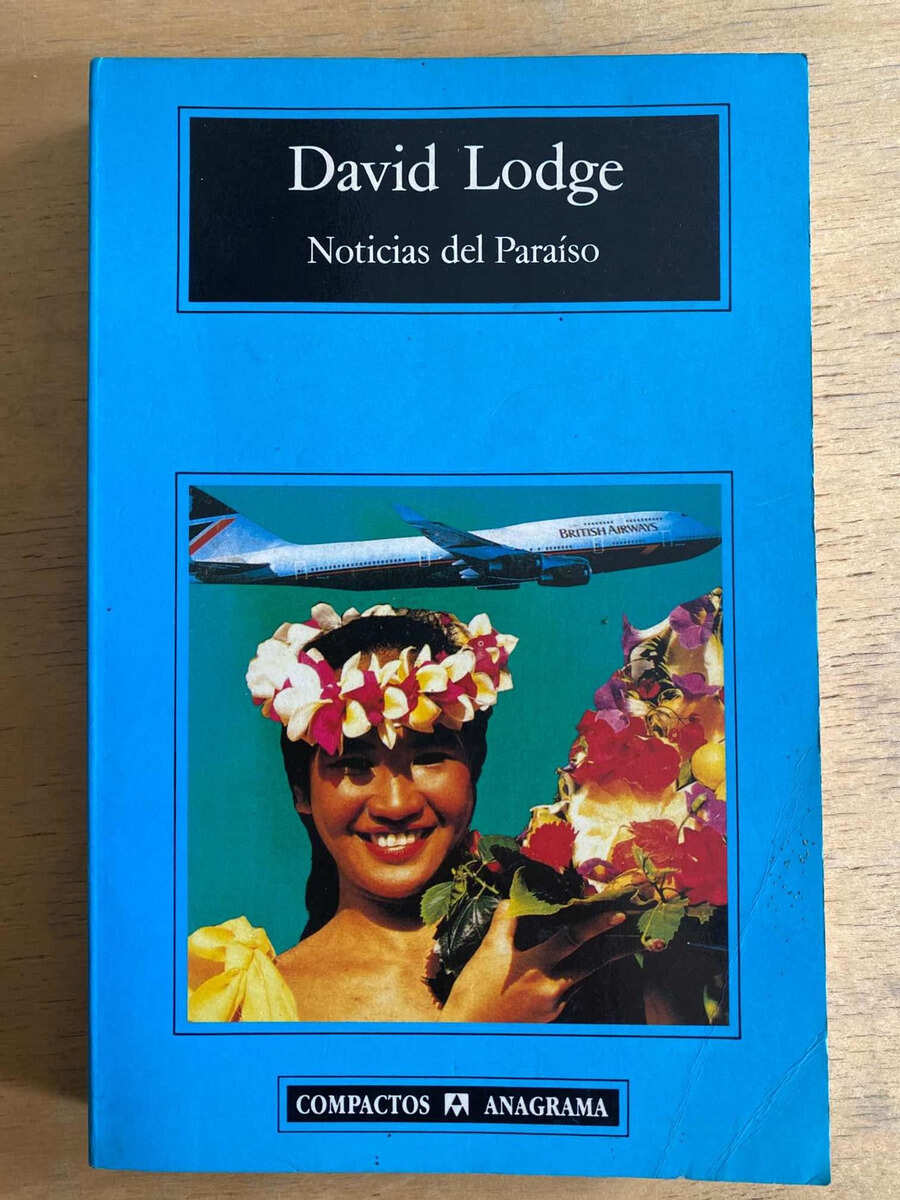 David Lodge
Noticias del Paraíso
BRITISH AIRWAYS
COMPACTOS ANAGRAMA